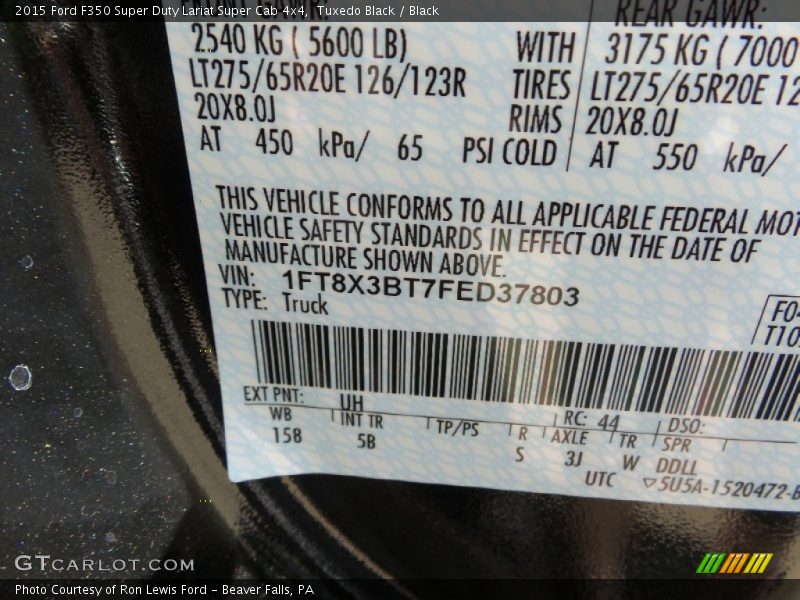 2015 Ford F350 Super Duty Lariat Super Cab 4x4, Tuxedo Black / Black
REAR GAWR:
2540 KG ( 5600 LB) WITH 3175 KG ( 7000
LT275/65R20E 126/123R TIRES LT275/65R20E 12
20X8.0J RIMS 20X8.0J
AT 450 kPa/ 65 PSI COLD AT 550 kPa/
THIS VEHICLE CONFORMS TO ALL APPLICABLE FEDERAL MOT
VEHICLE SAFETY STANDARDS IN EFFECT ON THE DATE OF
MANUFACTURE SHOWN ABOVE.
VIN: 1FT8X3BT7FED37803
TYPE: Truck
F04
T10
EXT PNT: UH RC: 44 DSO:
WB INT TR TP/PS R AXLE TR SPR
15B 5B S 3J W DDLL
UTC ▽5U5A-1520472-B
GTCARLOT.COM
Photo Courtesy of Ron Lewis Ford – Beaver Falls, PA